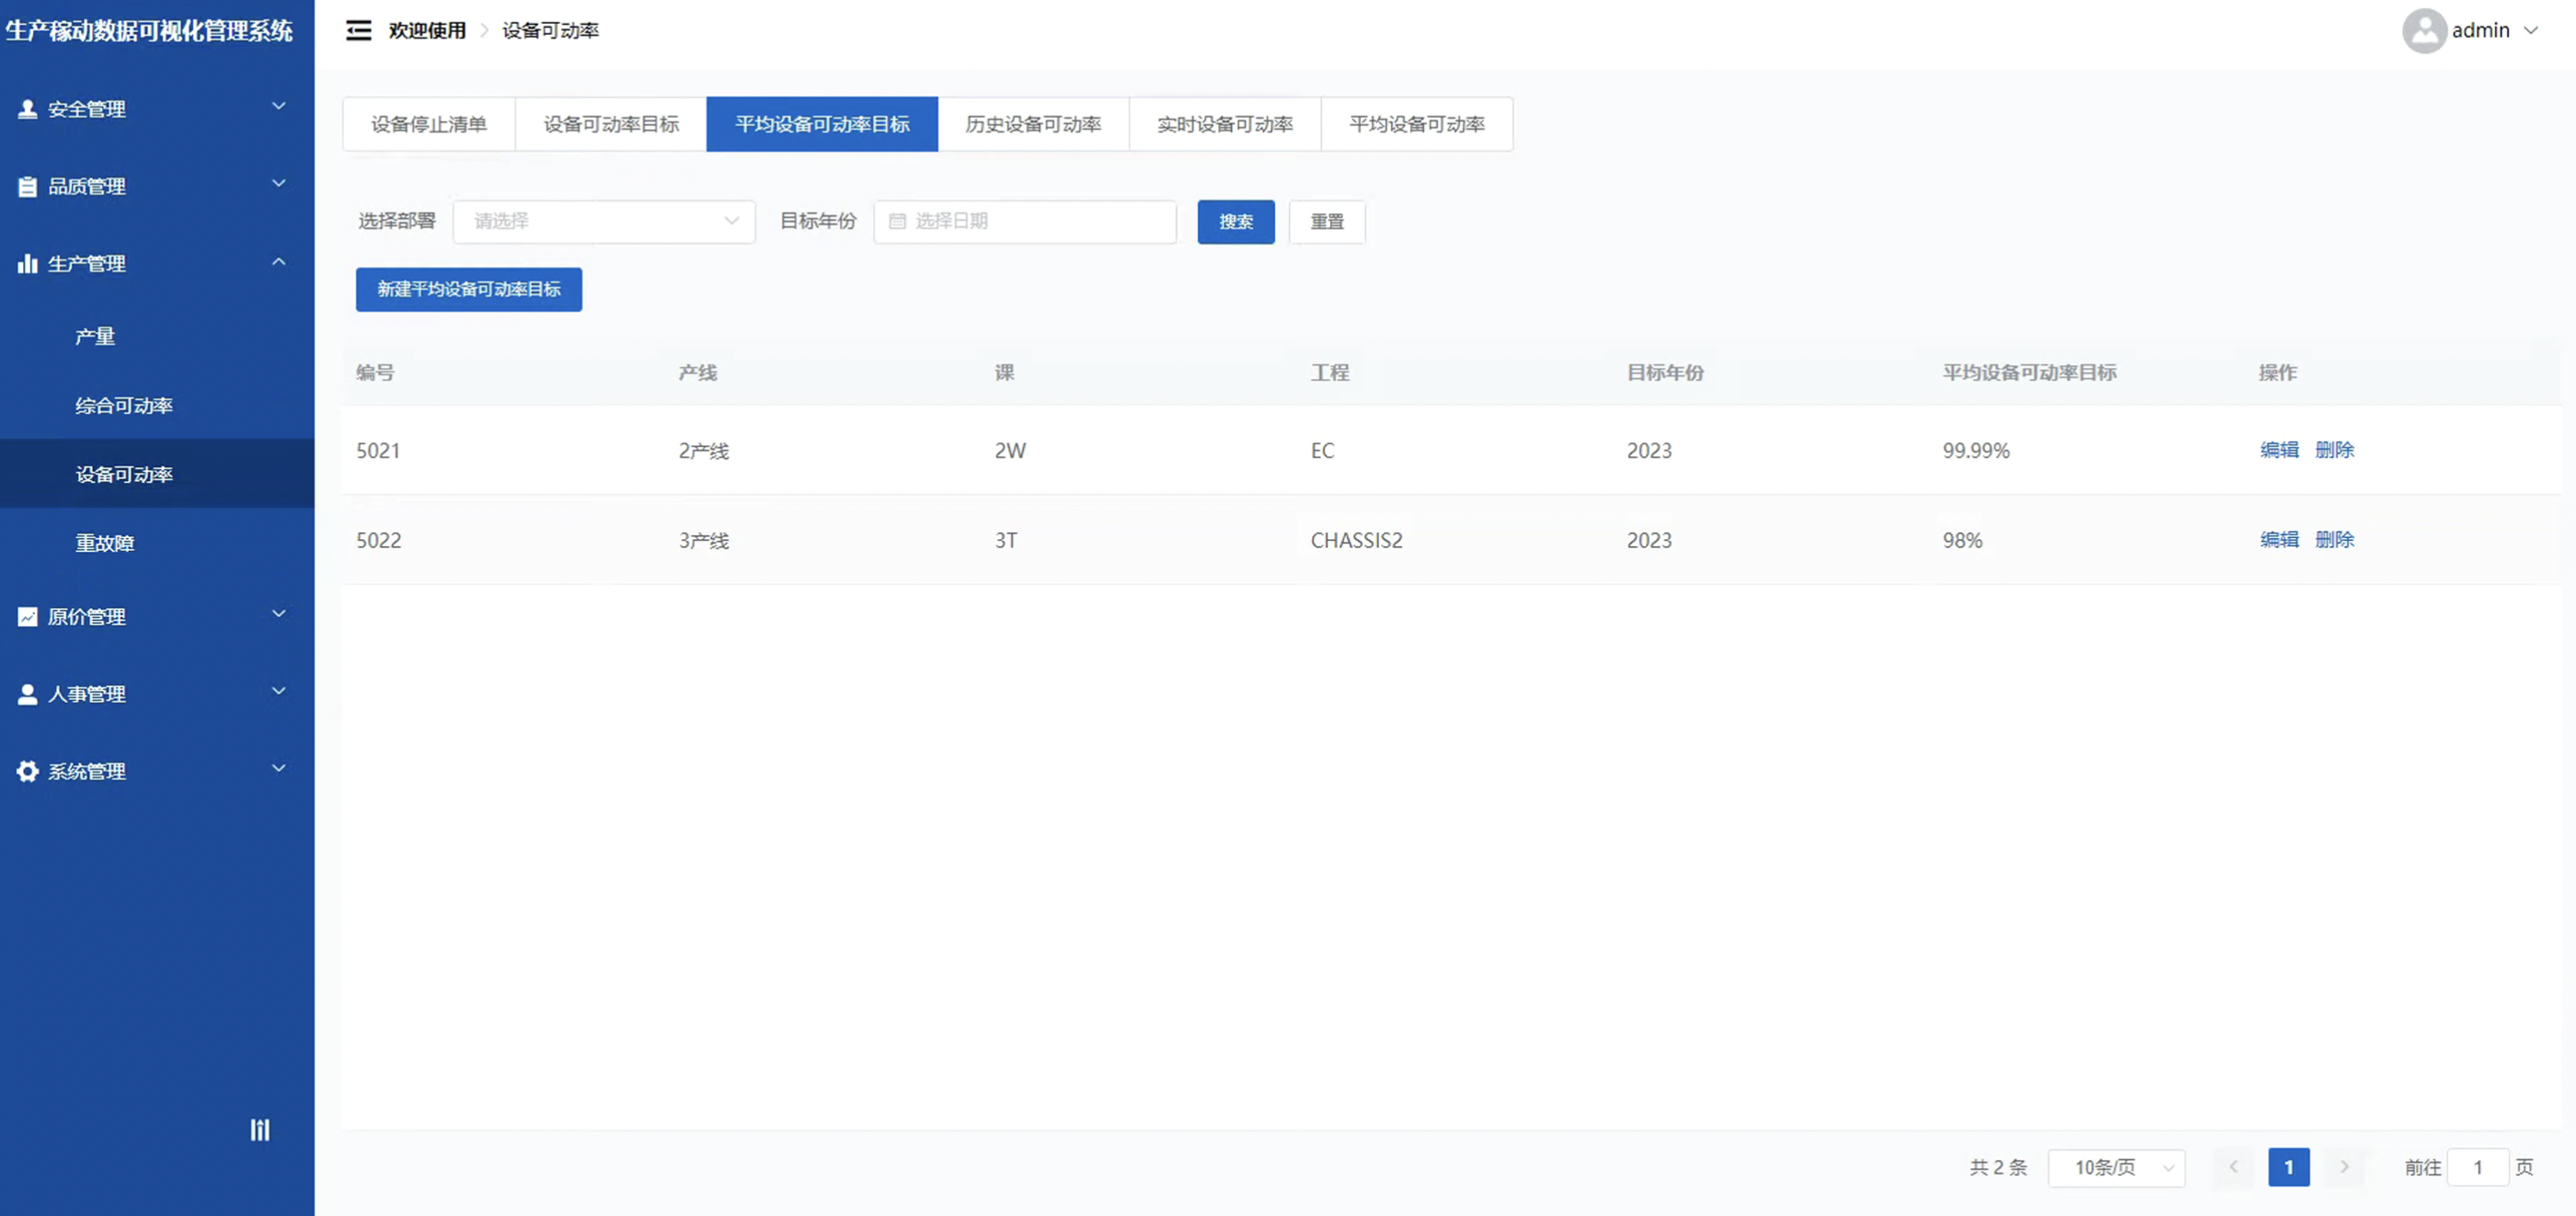 生产稼动数据可视化管理系统
欢迎使用 设备可动率
admin
安全管理
品质管理
生产管理
产量
综合可动率
设备可动率
重故障
原价管理
人事管理
系统管理
设备停止清单 设备可动率目标 平均设备可动率目标 历史设备可动率 实时设备可动率 平均设备可动率
选择部署 请选择 目标年份 选择日期 搜索 重置
新建平均设备可动率目标
编号 产线 课 工程 目标年份 平均设备可动率目标 操作
5021 2产线 2W EC 2023 99.99% 编辑 删除
5022 3产线 3T CHASSIS2 2023 98% 编辑 删除
共 2 条 10条/页 1 前往 1 页